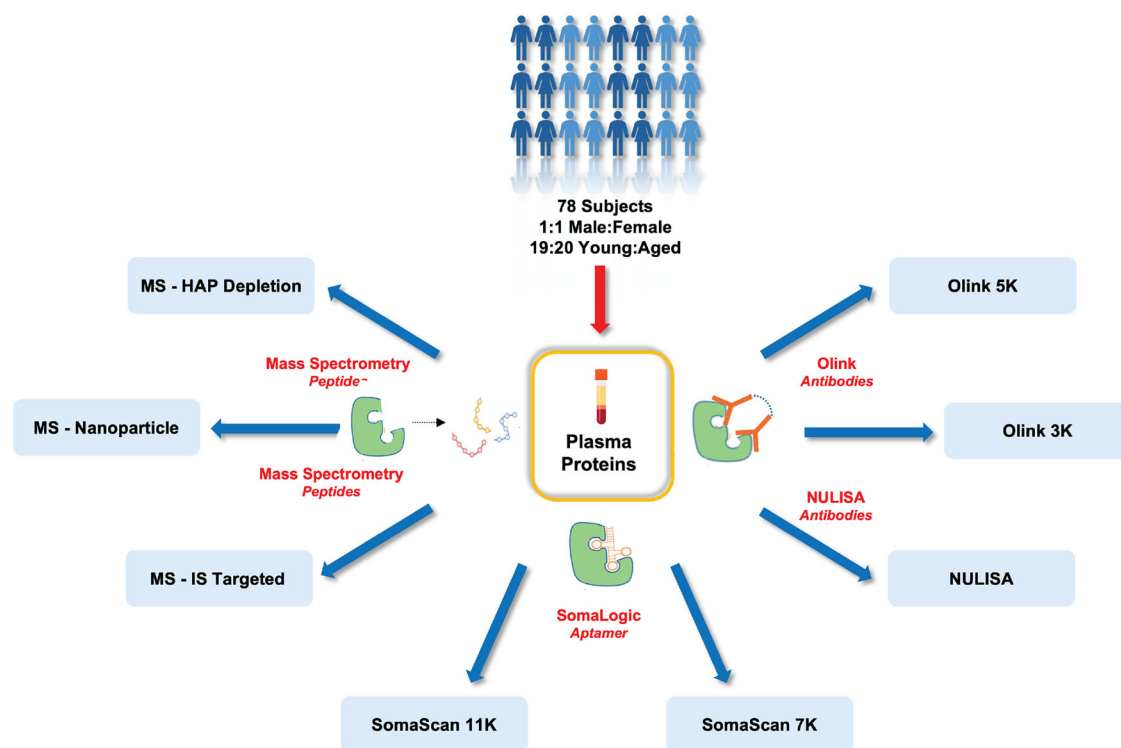 78 Subjects
1:1 Male:Female
19:20 Young:Aged
MS - HAP Depletion
Olink 5K
Mass Spectrometry
Peptide
Olink
Antibodies
MS - Nanoparticle
Plasma
Proteins
Olink 3K
Mass Spectrometry
Peptides
NULISA
Antibodies
MS - IS Targeted
NULISA
SomaLogic
Aptamer
SomaScan 11K
SomaScan 7K